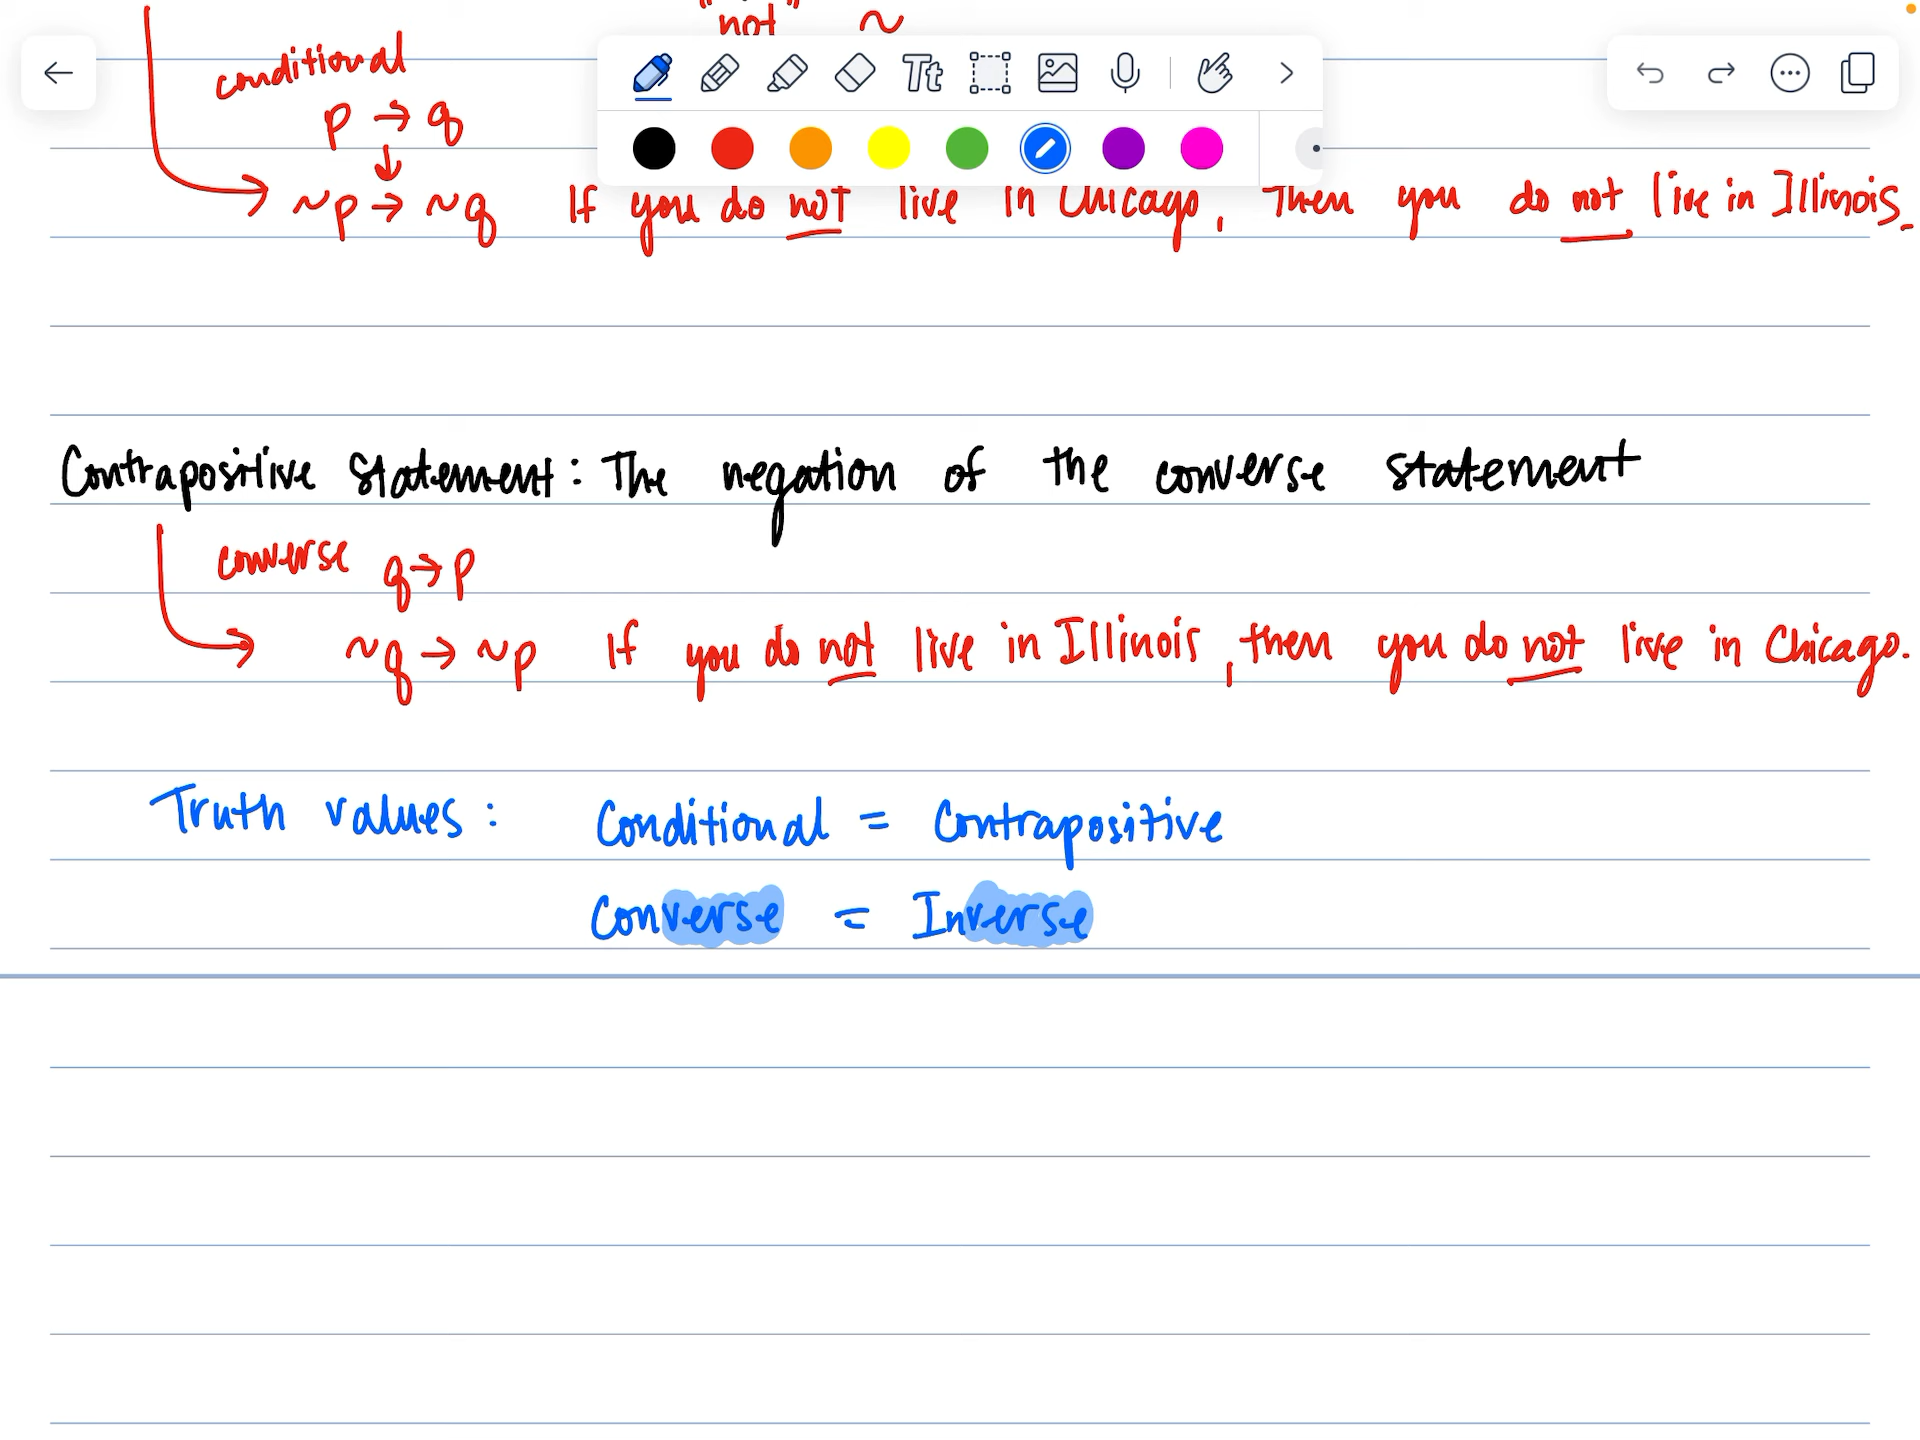 "not" ~
conditional
p → q
~p → ~q If you do not live in Chicago, then you do not live in Illinois.
Contrapositive Statement: The negation of the converse statement
converse q → p
~q → ~p If you do not live in Illinois, then you do not live in Chicago.
Truth values: Conditional = Contrapositive
Converse = Inverse